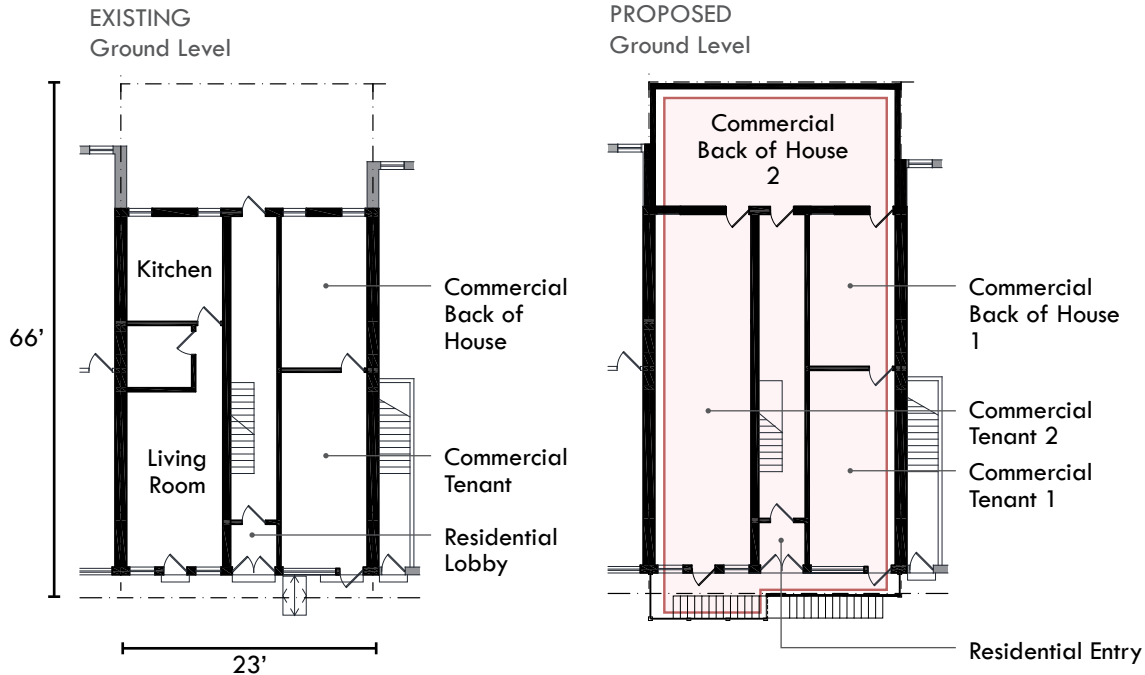 EXISTING
Ground Level
66’
Kitchen
Living
Room
Commercial
Back of
House
Commercial
Tenant
Residential
Lobby
23’
PROPOSED
Ground Level
Commercial
Back of House
2
Commercial
Back of House
1
Commercial
Tenant 2
Commercial
Tenant 1
Residential Entry